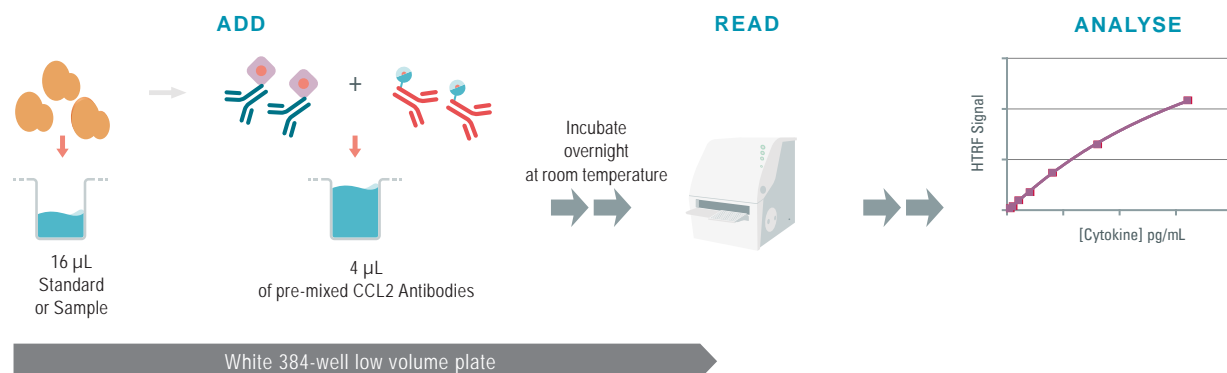 ADD
READ
ANALYSE
+
Incubate
overnight
at room temperature
HTRF Signal
[Cytokine] pg/mL
16 µL
Standard
or Sample
4 µL
of pre-mixed CCL2 Antibodies
White 384-well low volume plate